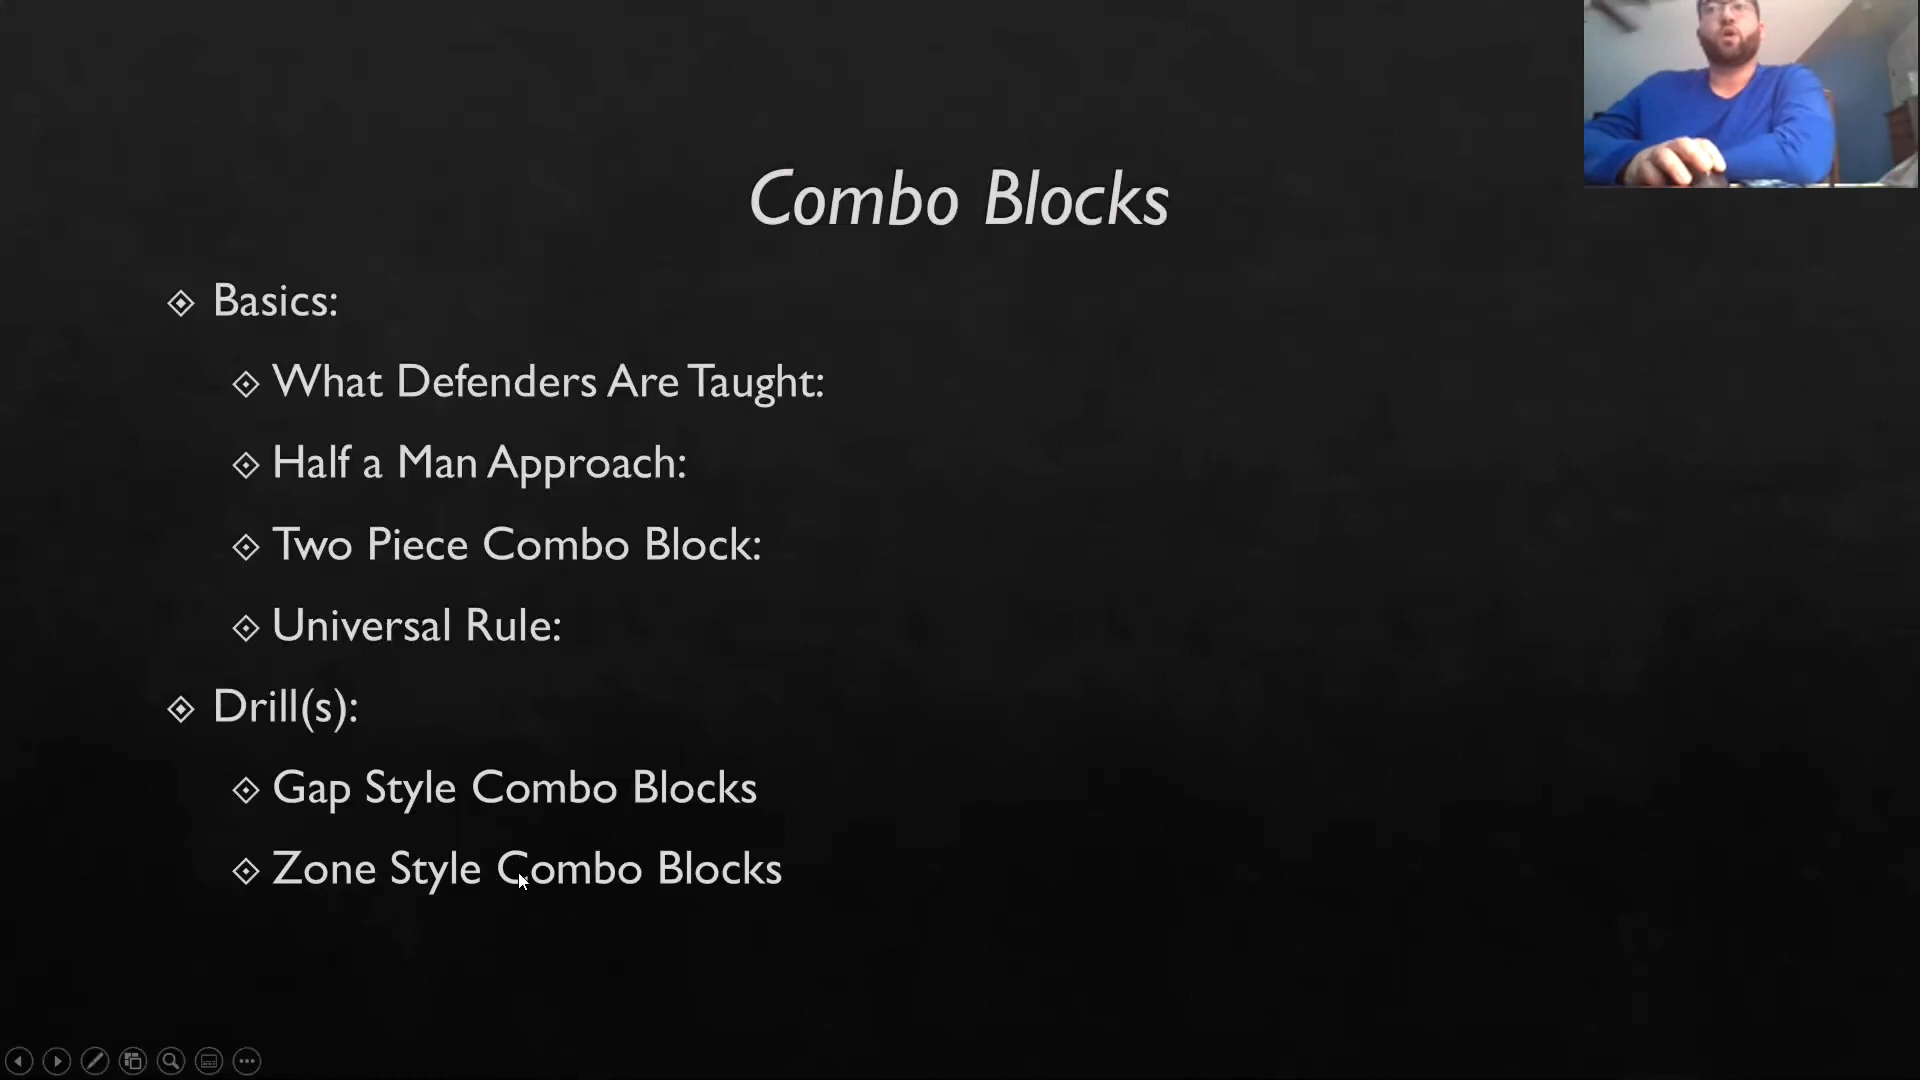 Combo Blocks
Basics:
What Defenders Are Taught:
Half a Man Approach:
Two Piece Combo Block:
Universal Rule:
Drill(s):
Gap Style Combo Blocks
Zone Style Combo Blocks